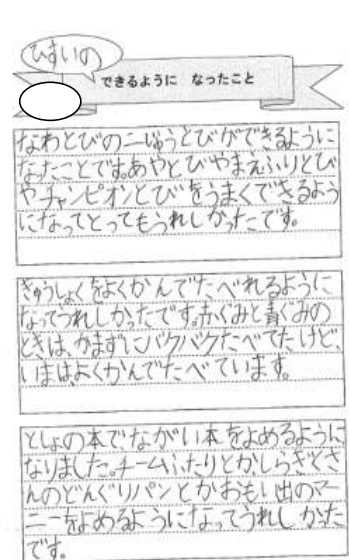 ひすいの
できるように なったこと
なわとびの二じゅうとびができるように
なたことです。あやとびやまえふりとび
やチャンピオンとびをうまくできるよう
になってとってもうれしかったです。
きゅうしょくをよくかんでたべれるように
なってうれしかったです。赤ぐみと青ぐみの
ときは、かまずにバクバクたべてたけど、
いまはよくかんでたべています。
としょの本でながい本をよめるように
なりました。チームふたりとかしらぎくさ
んのどんぐりパンとかおもい出のマー
ニーをよめるようになってうれしかった
です。